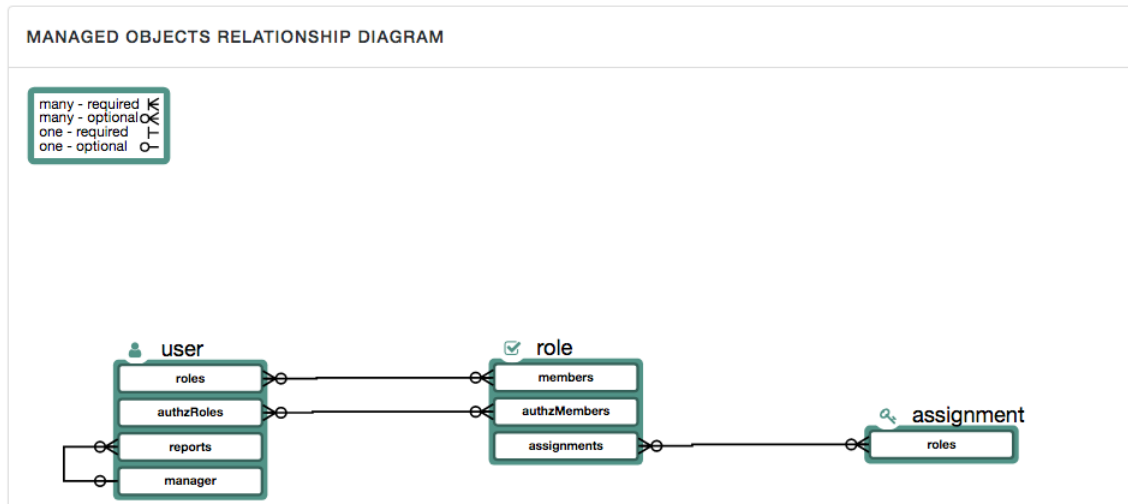 MANAGED OBJECTS RELATIONSHIP DIAGRAM
many - required
many - optional
one - required
one - optional
user
roles
authzRoles
reports
manager
role
members
authzMembers
assignments
assignment
roles